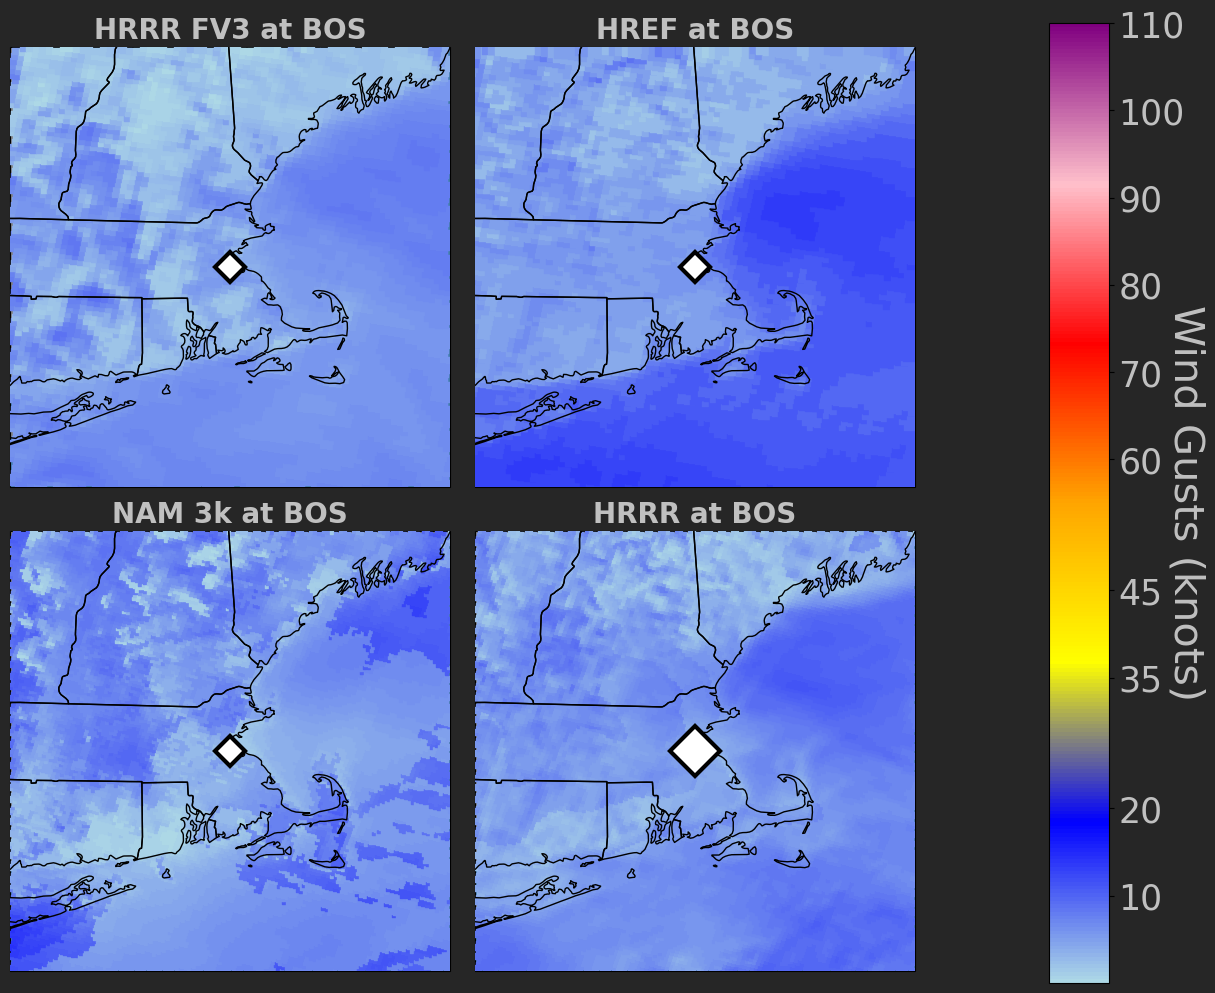 HRRR FV3 at BOS
HREF at BOS
NAM 3k at BOS
HRRR at BOS
110
100
90
80
70
60
45
35
20
10
Wind Gusts (knots)